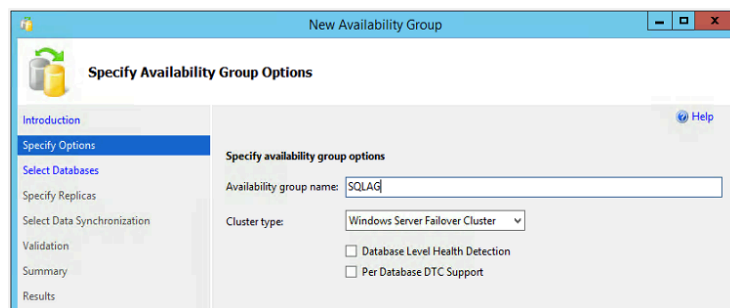 New Availability Group
Specify Availability Group Options
Introduction
Help
Specify Options
Specify availability group options
Select Databases
Availability group name: SQLAG
Specify Replicas
Select Data Synchronization
Cluster type: Windows Server Failover Cluster
Validation
Database Level Health Detection
Summary
Per Database DTC Support
Results